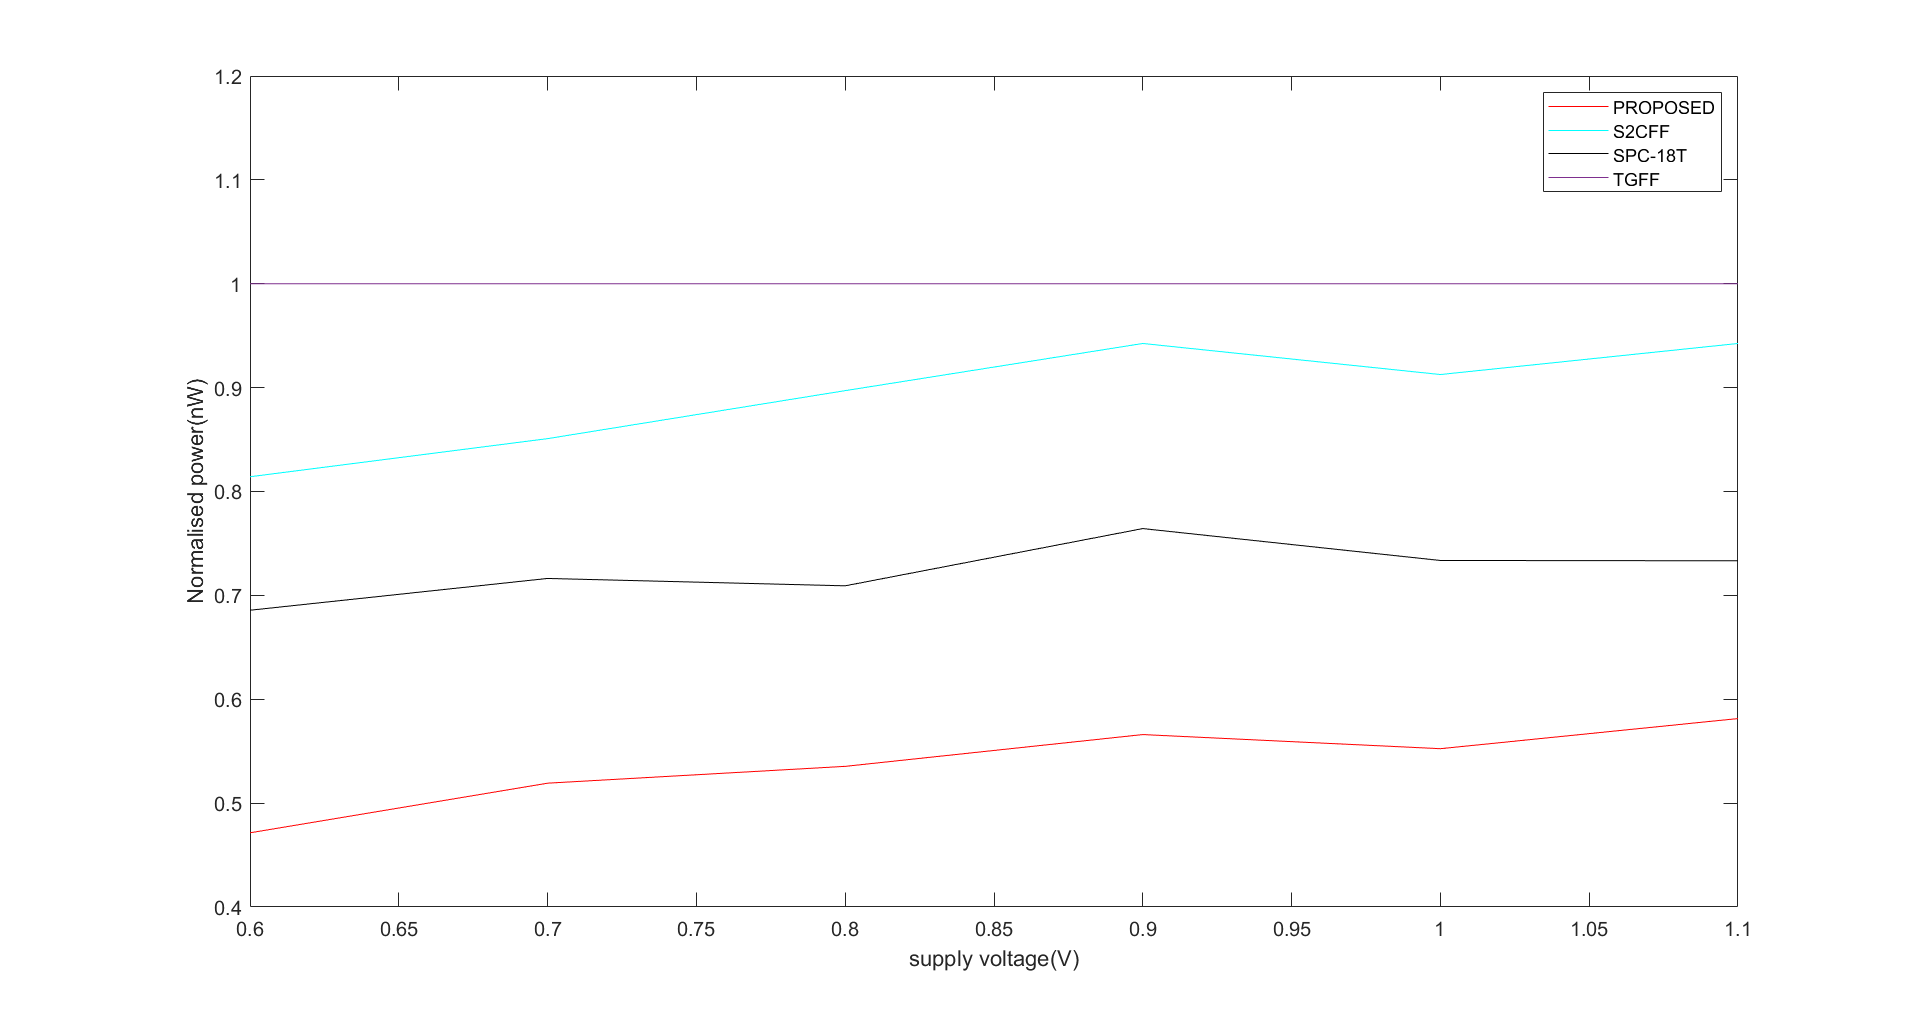 1.2
1.1
1
0.9
0.8
0.7
0.6
0.5
0.4
Normalised power(nW)
PROPOSED
S2CFF
SPC-18T
TGFF
0.6 0.65 0.7 0.75 0.8 0.85 0.9 0.95 1 1.05 1.1
supply voltage(V)